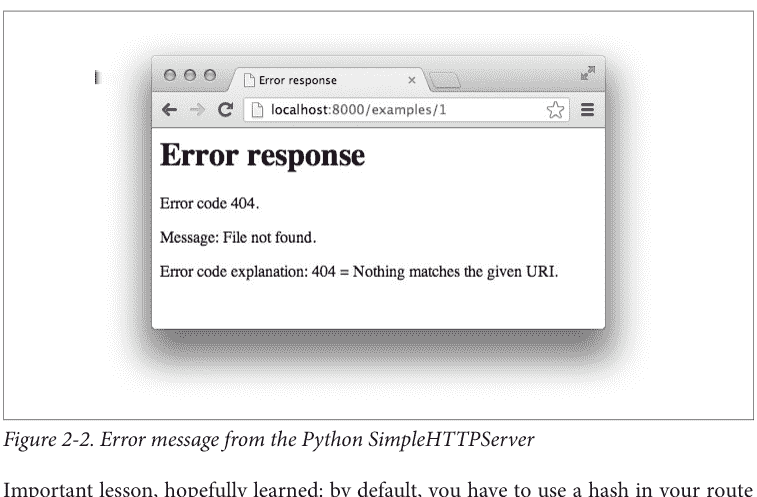 Error response
localhost:8000/examples/1
Error response
Error code 404.
Message: File not found.
Error code explanation: 404 = Nothing matches the given URI.
Figure 2-2. Error message from the Python SimpleHTTPServer
Important lesson, hopefully learned: by default, you have to use a hash in your route